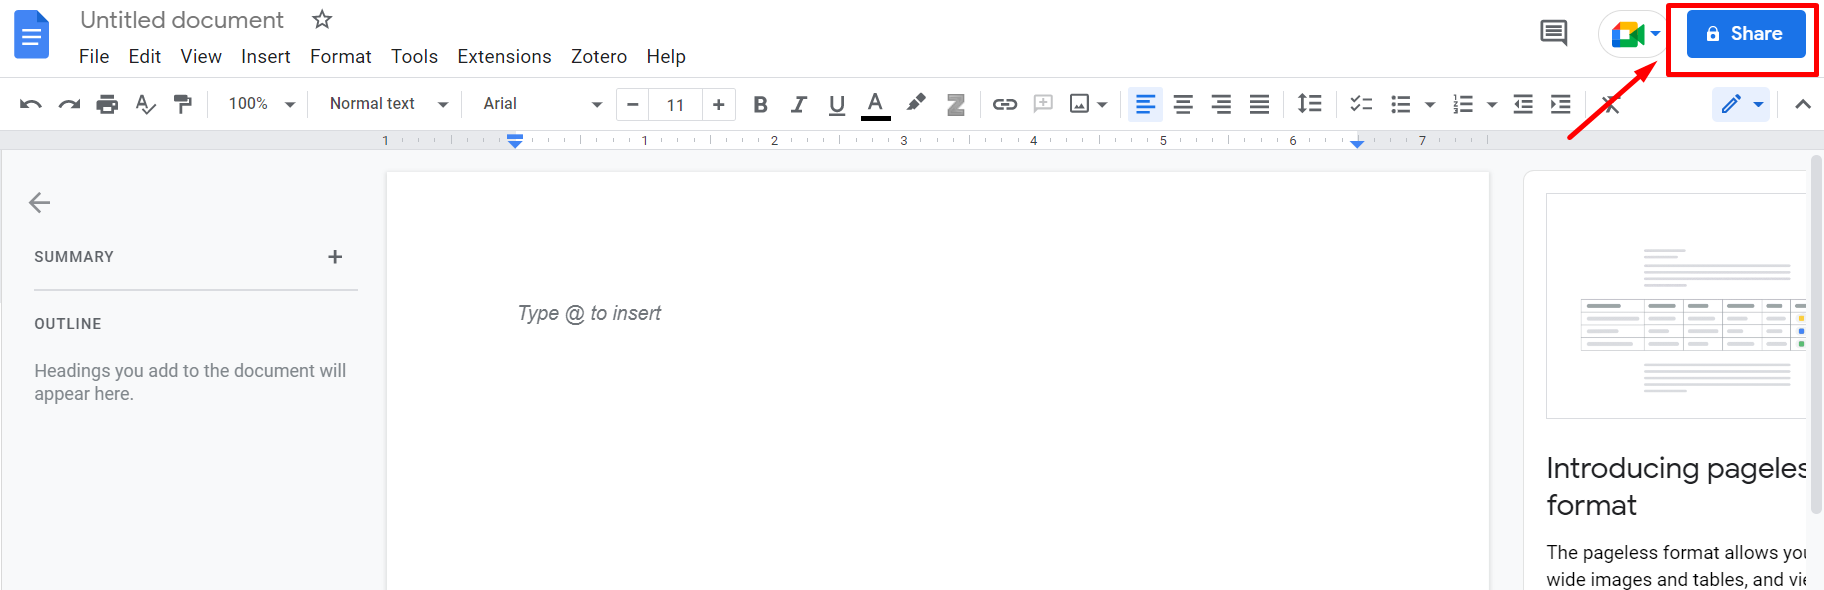 Untitled document
Share
File Edit View Insert Format Tools Extensions Zotero Help
100% Normal text Arial − 11 + B I U A Z
1 1 2 3 4 5 6 7
SUMMARY +
Type @ to insert
OUTLINE
Headings you add to the document will
appear here.
Introducing pageles
format
The pageless format allows you
wide images and tables, and vie